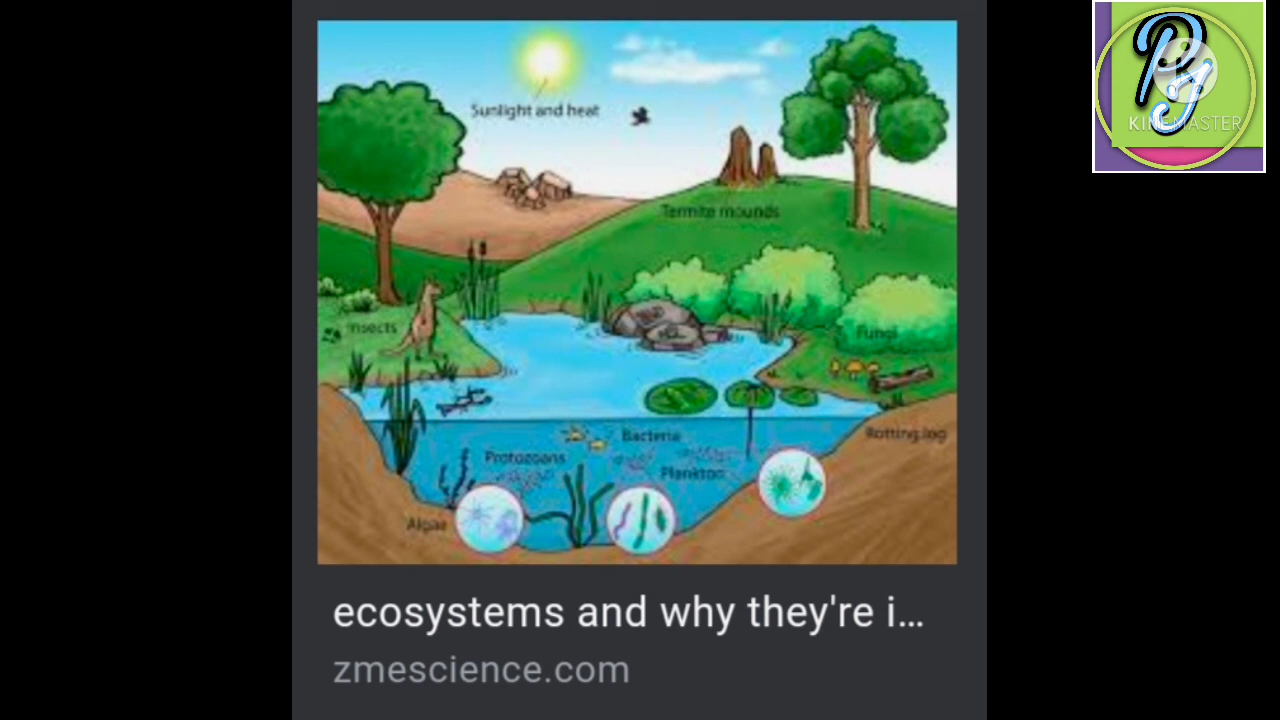 Sunlight and heat
Termite mounds
Insects
Fungi
Rotting log
Bacteria
Protozoans
Plankton
Algae
ecosystems and why they're i...
zmescience.com
KINEMASTER